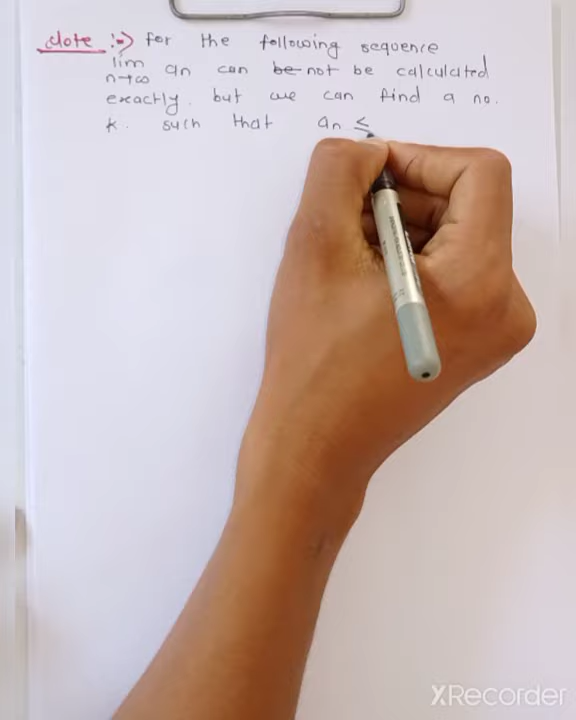 Note :-> for the following sequence
lim n→∞ an can be not be calculated
exactly. but we can find a no.
k. such that an ≤
XRecorder